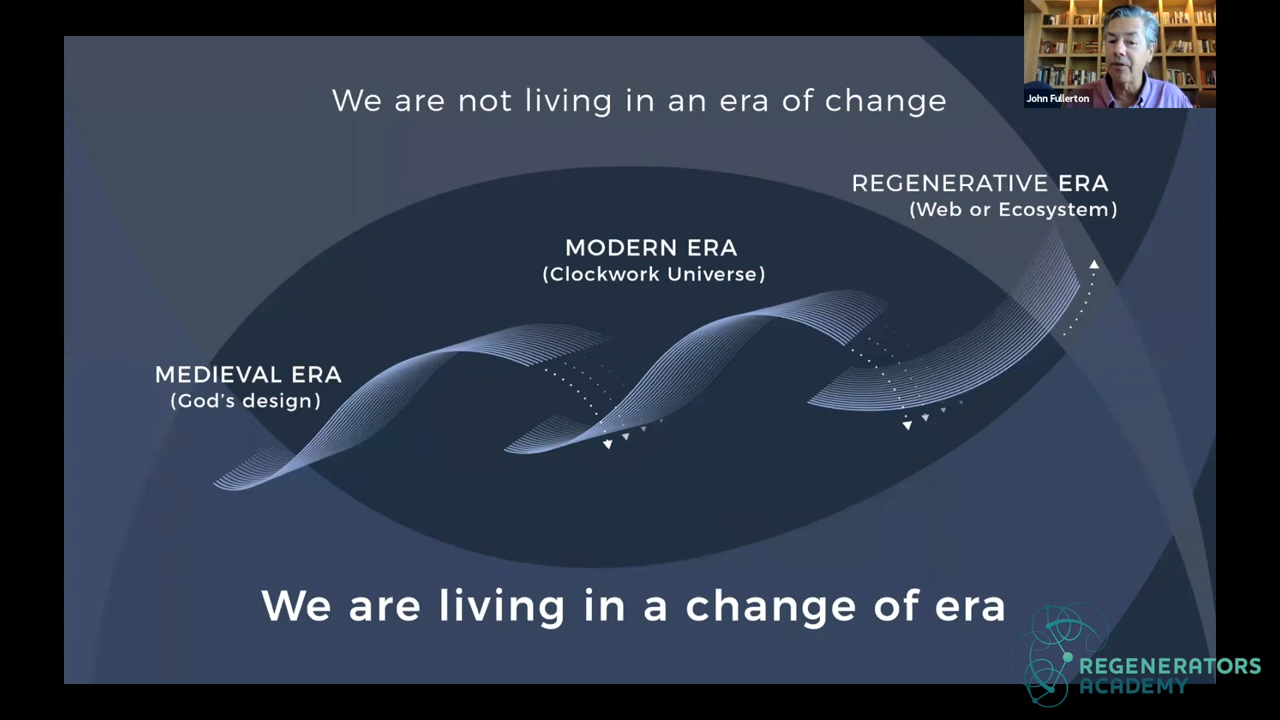 John Fullerton
We are not living in an era of change
REGENERATIVE ERA
(Web or Ecosystem)
MODERN ERA
(Clockwork Universe)
MEDIEVAL ERA
(God's design)
We are living in a change of era
REGENERATORS
ACADEMY